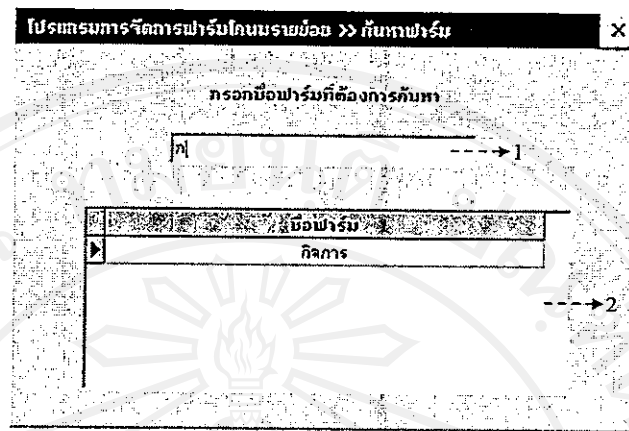 โปรแกรมการจัดการฟาร์มโคนมรายย่อย >> ค้นหาฟาร์ม
กรอกชื่อฟาร์มที่ต้องการค้นหา
ก
1
ชื่อฟาร์ม
กิจการ
2